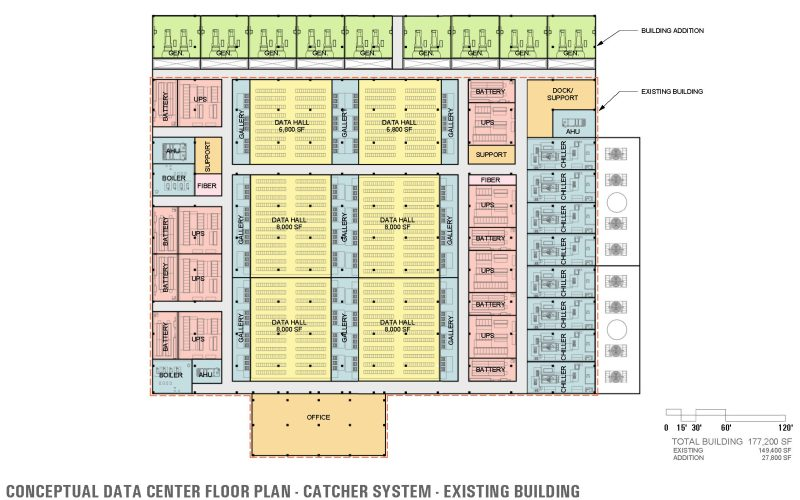 BUILDING ADDITION
GEN. GEN. GEN. GEN. GEN. GEN. GEN. GEN. GEN.
EXISTING BUILDING
BATTERY
UPS
GALLERY
DATA HALL
6,800 SF
GALLERY
DATA HALL
6,800 SF
GALLERY
BATTERY
UPS
SUPPORT
DOCK/
SUPPORT
AHU
AHU
BOILER
SUPPORT
FIBER
CHILLER
CHILLER
CHILLER
CHILLER
CHILLER
CHILLER
CHILLER
CHILLER
BATTERY
UPS
BATTERY
UPS
GALLERY
DATA HALL
8,000 SF
GALLERY
DATA HALL
8,000 SF
GALLERY
FIBER
UPS
BATTERY
UPS
BATTERY
UPS
BATTERY
BATTERY
UPS
BOILER
AHU
GALLERY
DATA HALL
8,000 SF
GALLERY
DATA HALL
8,000 SF
GALLERY
OFFICE
0 15' 30' 60' 120'
TOTAL BUILDING 177,200 SF
EXISTING 149,400 SF
ADDITION 27,800 SF
CONCEPTUAL DATA CENTER FLOOR PLAN - CATCHER SYSTEM - EXISTING BUILDING